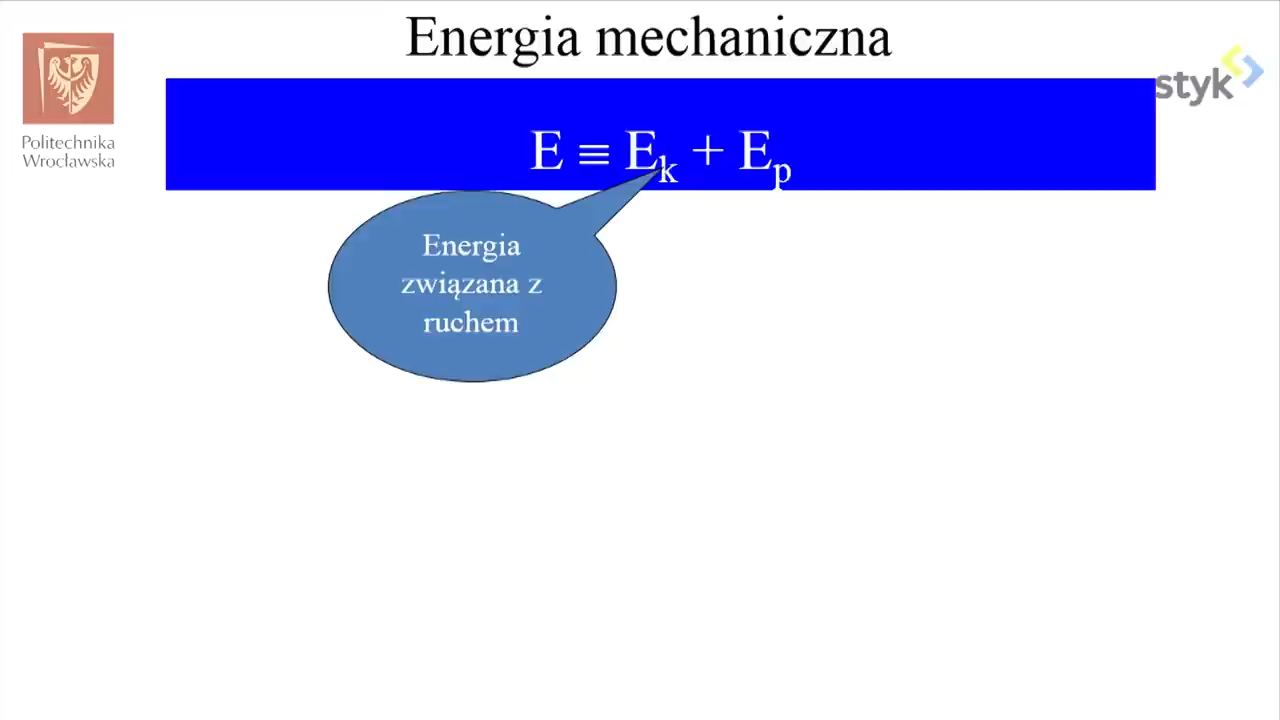 Energia mechaniczna
Politechnika
Wrocławska
styk
E ≡ Eₖ + Eₚ
Energia
związana z
ruchem